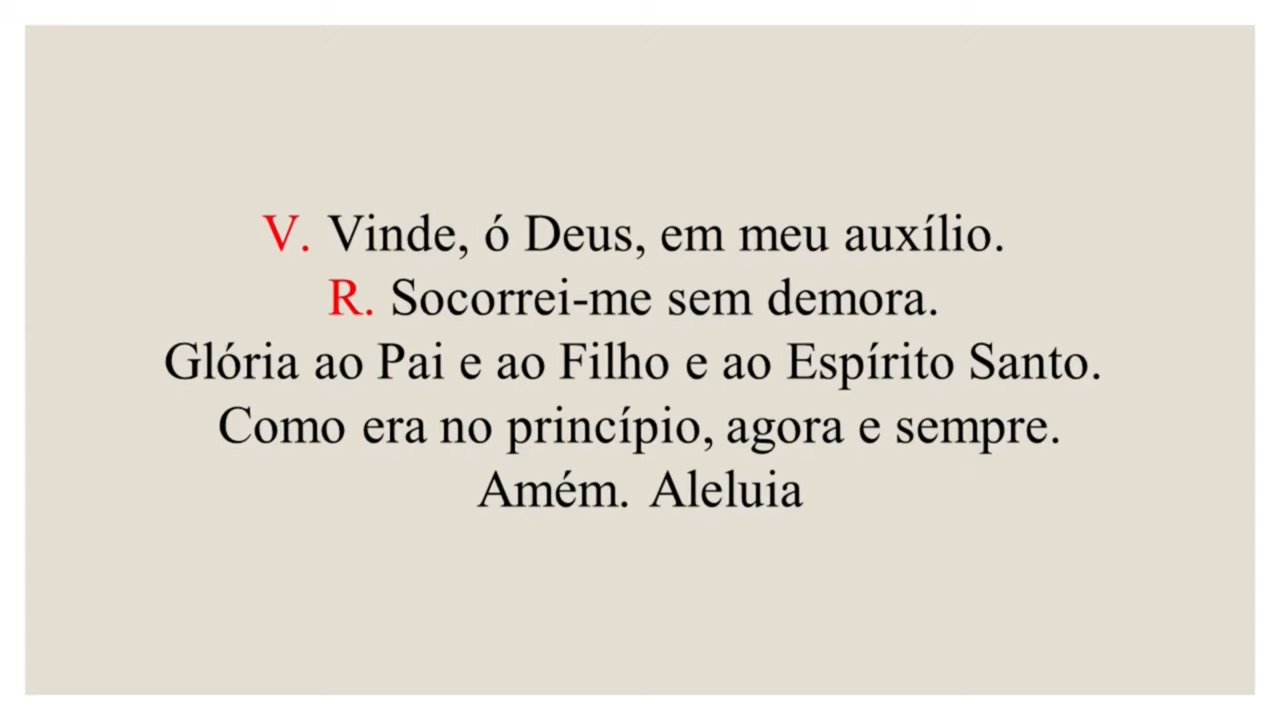 V. Vinde, ó Deus, em meu auxílio.
R. Socorrei-me sem demora.
Glória ao Pai e ao Filho e ao Espírito Santo.
Como era no princípio, agora e sempre.
Amém. Aleluia